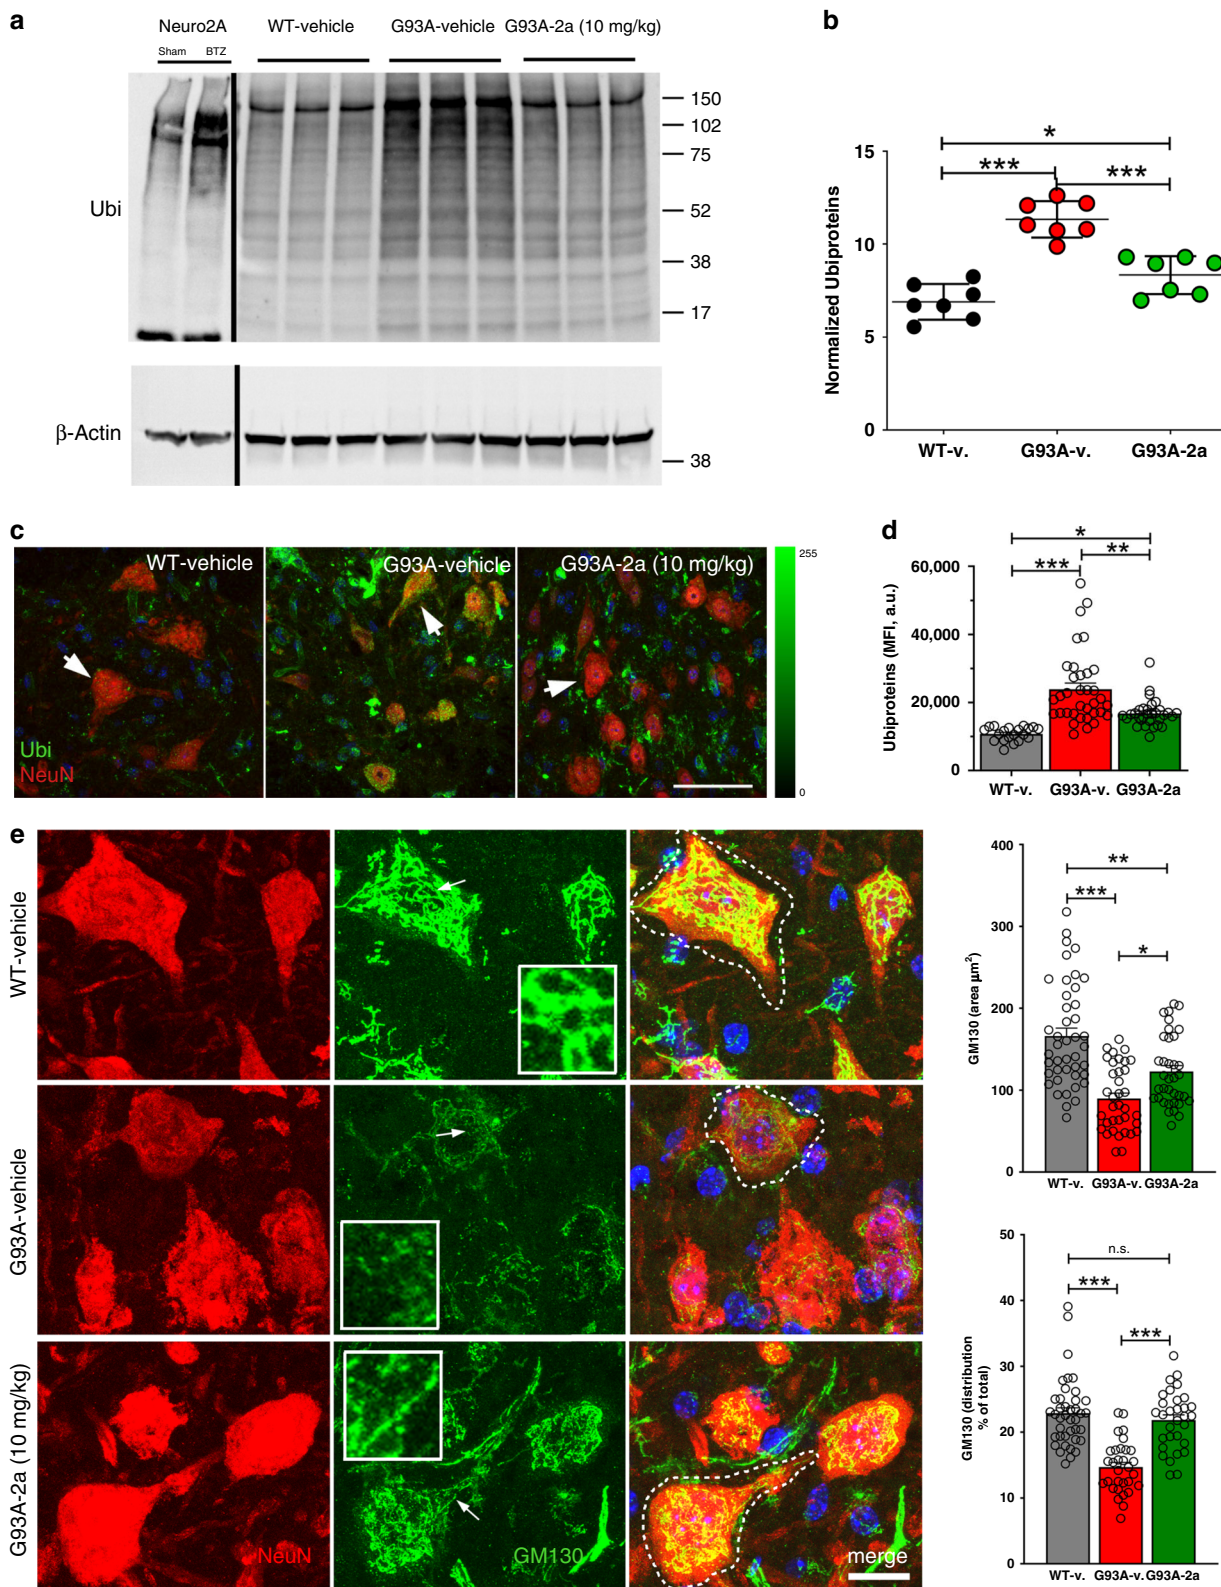 a
Neuro2A
Sham BTZ
WT-vehicle
G93A-vehicle
G93A-2a (10 mg/kg)
Ubi
150
102
75
52
38
17
β-Actin
38
b
Normalized Ubiproteins
15
10
5
0
*
***
***
WT-v. G93A-v. G93A-2a
c
WT-vehicle
G93A-vehicle
G93A-2a (10 mg/kg)
Ubi
NeuN
255
0
d
Ubiproteins (MFI, a.u.)
60,000
40,000
20,000
0
*
**
***
WT-v. G93A-v. G93A-2a
e
WT-vehicle
G93A-vehicle
G93A-2a (10 mg/kg)
NeuN
GM130
merge
GM130 (area µm²)
400
300
200
100
0
**
***
*
WT-v. G93A-v. G93A-2a
GM130 (distribution
% of total)
50
40
30
20
10
0
n.s.
***
***
WT-v. G93A-v. G93A-2a